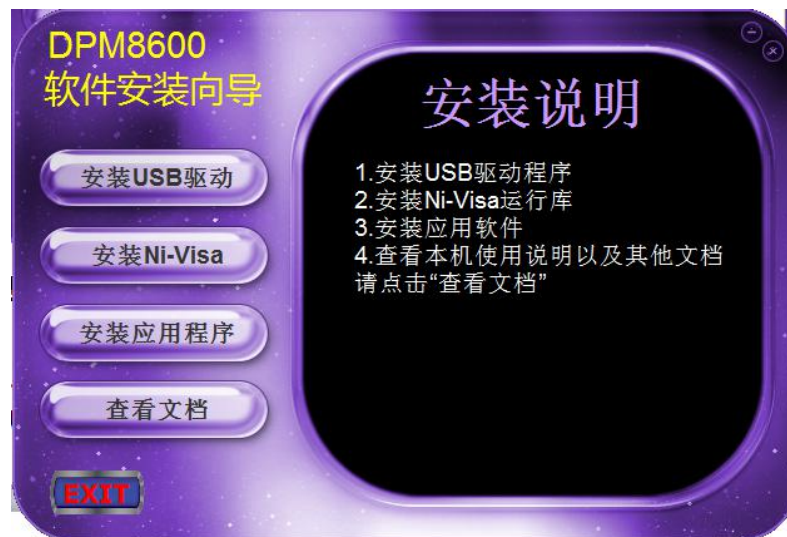 DPM8600
软件安装向导
安装USB驱动
安装Ni-Visa
安装应用程序
查看文档
EXIT
安装说明
1.安装USB驱动程序
2.安装Ni-Visa运行库
3.安装应用软件
4.查看本机使用说明以及其他文档
请点击“查看文档”